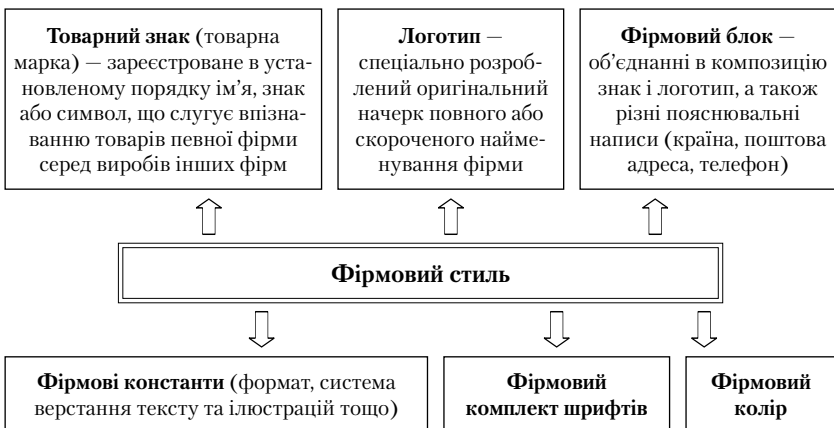 Товарний знак (товарна
марка) — зареєстроване в уста-
новленому порядку ім’я, знак
або символ, що слугує впізна-
ванню товарів певної фірми
серед виробів інших фірм
Логотип —
спеціально розроб-
лений оригінальний
начерк повного або
скороченого найме-
нування фірми
Фірмовий блок —
об’єднанні в композицію
знак і логотип, а також
різні пояснювальні
написи (країна, поштова
адреса, телефон)
Фірмовий стиль
Фірмові константи (формат, система
верстання тексту та ілюстрацій тощо)
Фірмовий
комплект шрифтів
Фірмовий
колір